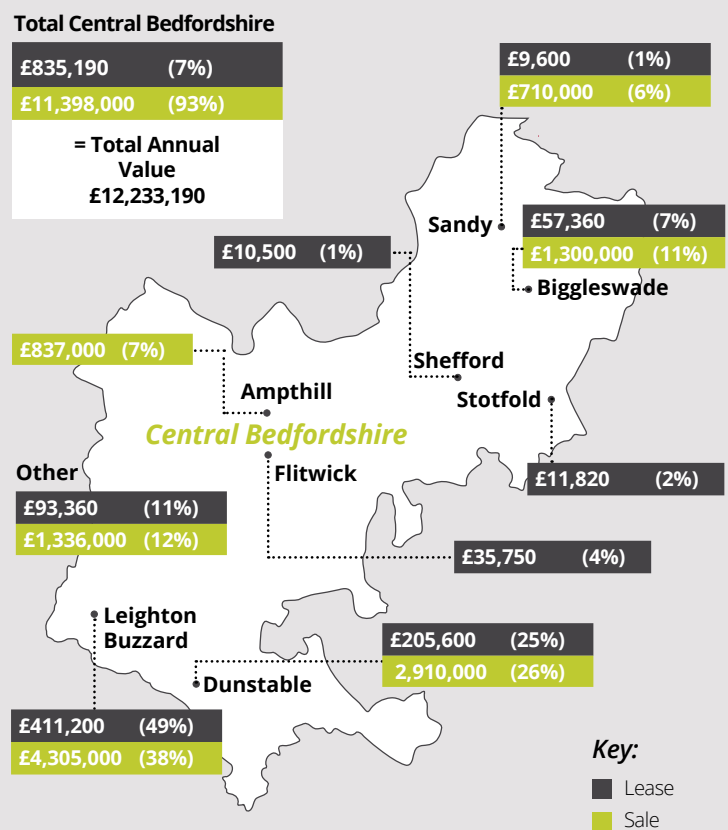 Total Central Bedfordshire
£835,190 (7%)
£11,398,000 (93%)
= Total Annual
Value
£12,233,190
£9,600 (1%)
£710,000 (6%)
Sandy
£57,360 (7%)
£1,300,000 (11%)
Biggleswade
£10,500 (1%)
Shefford
£837,000 (7%)
Ampthill
Stotfold
Central Bedfordshire
£11,820 (2%)
Other
£93,360 (11%)
£1,336,000 (12%)
Flitwick
£35,750 (4%)
Leighton
Buzzard
£205,600 (25%)
2,910,000 (26%)
Dunstable
£411,200 (49%)
£4,305,000 (38%)
Key:
Lease
Sale